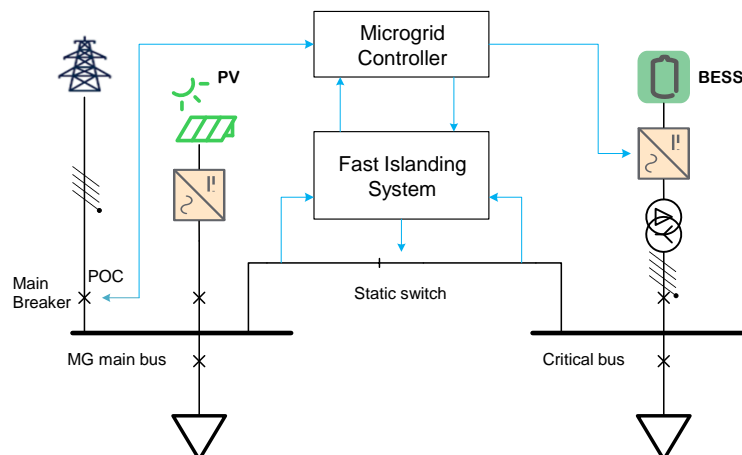 Microgrid
Controller
PV
BESS
Fast Islanding
System
POC
Main
Breaker
Static switch
MG main bus
Critical bus